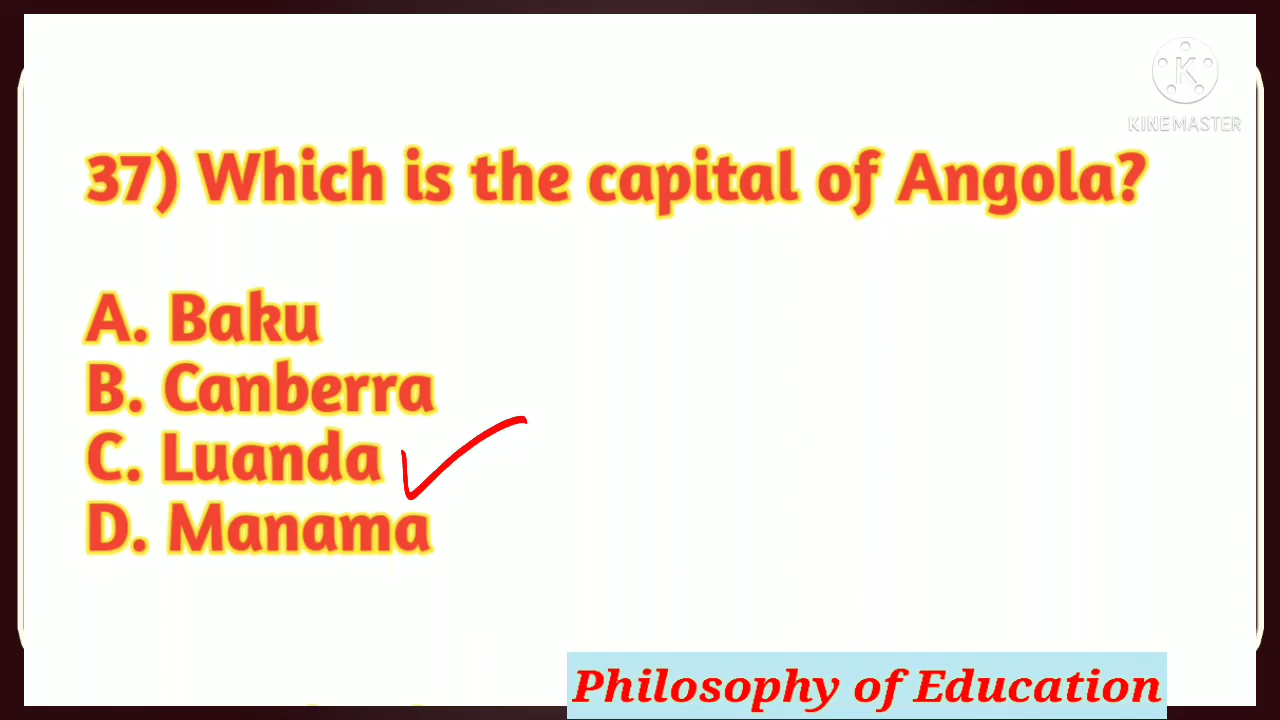 KINEMASTER
37) Which is the capital of Angola?
A. Baku
B. Canberra
C. Luanda
D. Manama
Philosophy of Education